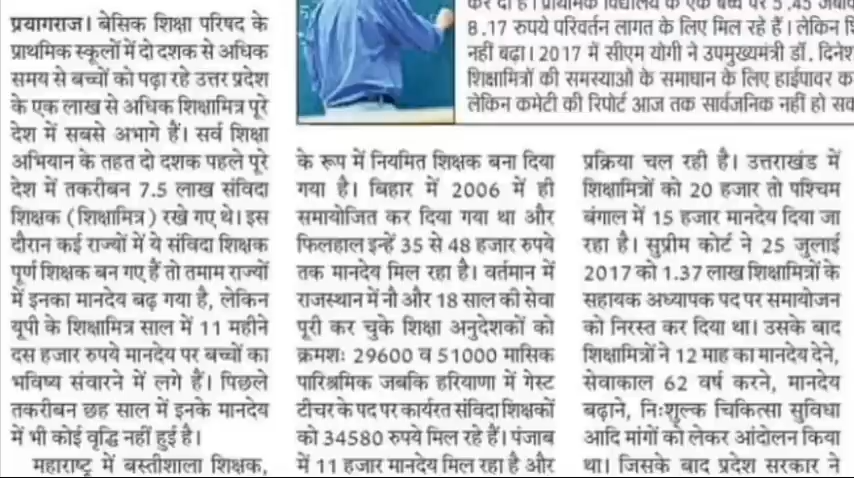 प्रयागराज। बेसिक शिक्षा परिषद के
प्राथमिक स्कूलों में दो दशक से अधिक
समय से बच्चों को पढ़ा रहे उत्तर प्रदेश
के एक लाख से अधिक शिक्षामित्र पूरे
देश में सबसे अभागे हैं। सर्व शिक्षा
अभियान के तहत दो दशक पहले पूरे
देश में तकरीबन 7.5 लाख संविदा
शिक्षक (शिक्षामित्र) रखे गए थे। इस
दौरान कई राज्यों में ये संविदा शिक्षक
पूर्ण शिक्षक बन गए हैं तो तमाम राज्यों
में इनका मानदेय बढ़ गया है, लेकिन
यूपी के शिक्षामित्र साल में 11 महीने
दस हजार रुपये मानदेय पर बच्चों का
भविष्य संवारने में लगे हैं। पिछले
तकरीबन छह साल में इनके मानदेय
में भी कोई वृद्धि नहीं हुई है।
महाराष्ट्र में बस्तीशाला शिक्षक,
के रूप में नियमित शिक्षक बना दिया
गया है। बिहार में 2006 में ही
समायोजित कर दिया गया था और
फिलहाल इन्हें 35 से 48 हजार रुपये
तक मानदेय मिल रहा है। वर्तमान में
राजस्थान में नौ और 18 साल की सेवा
पूरी कर चुके शिक्षा अनुदेशकों को
क्रमशः 29600 व 51000 मासिक
पारिश्रमिक जबकि हरियाणा में गेस्ट
टीचर के पद पर कार्यरत संविदा शिक्षकों
को 34580 रुपये मिल रहे हैं। पंजाब
में 11 हजार मानदेय मिल रहा है और
कर दी है। प्राथमिक विद्यालय के एक बच्चे पर 5.45
8.17 रुपये परिवर्तन लागत के लिए मिल रहे हैं। लेकिन
नहीं बढ़ा। 2017 में सीएम योगी ने उपमुख्यमंत्री डॉ. दिनेश
शिक्षामित्रों की समस्याओं के समाधान के लिए हाईपावर
लेकिन कमेटी की रिपोर्ट आज तक सार्वजनिक नहीं हो
प्रक्रिया चल रही है। उत्तराखंड में
शिक्षामित्रों को 20 हजार तो पश्चिम
बंगाल में 15 हजार मानदेय दिया जा
रहा है। सुप्रीम कोर्ट ने 25 जुलाई
2017 को 1.37 लाख शिक्षामित्रों के
सहायक अध्यापक पद पर समायोजन
को निरस्त कर दिया था। उसके बाद
शिक्षामित्रों ने 12 माह का मानदेय देने,
सेवाकाल 62 वर्ष करने, मानदेय
बढ़ाने, निःशुल्क चिकित्सा सुविधा
आदि मांगों को लेकर आंदोलन किया
था। जिसके बाद प्रदेश सरकार ने